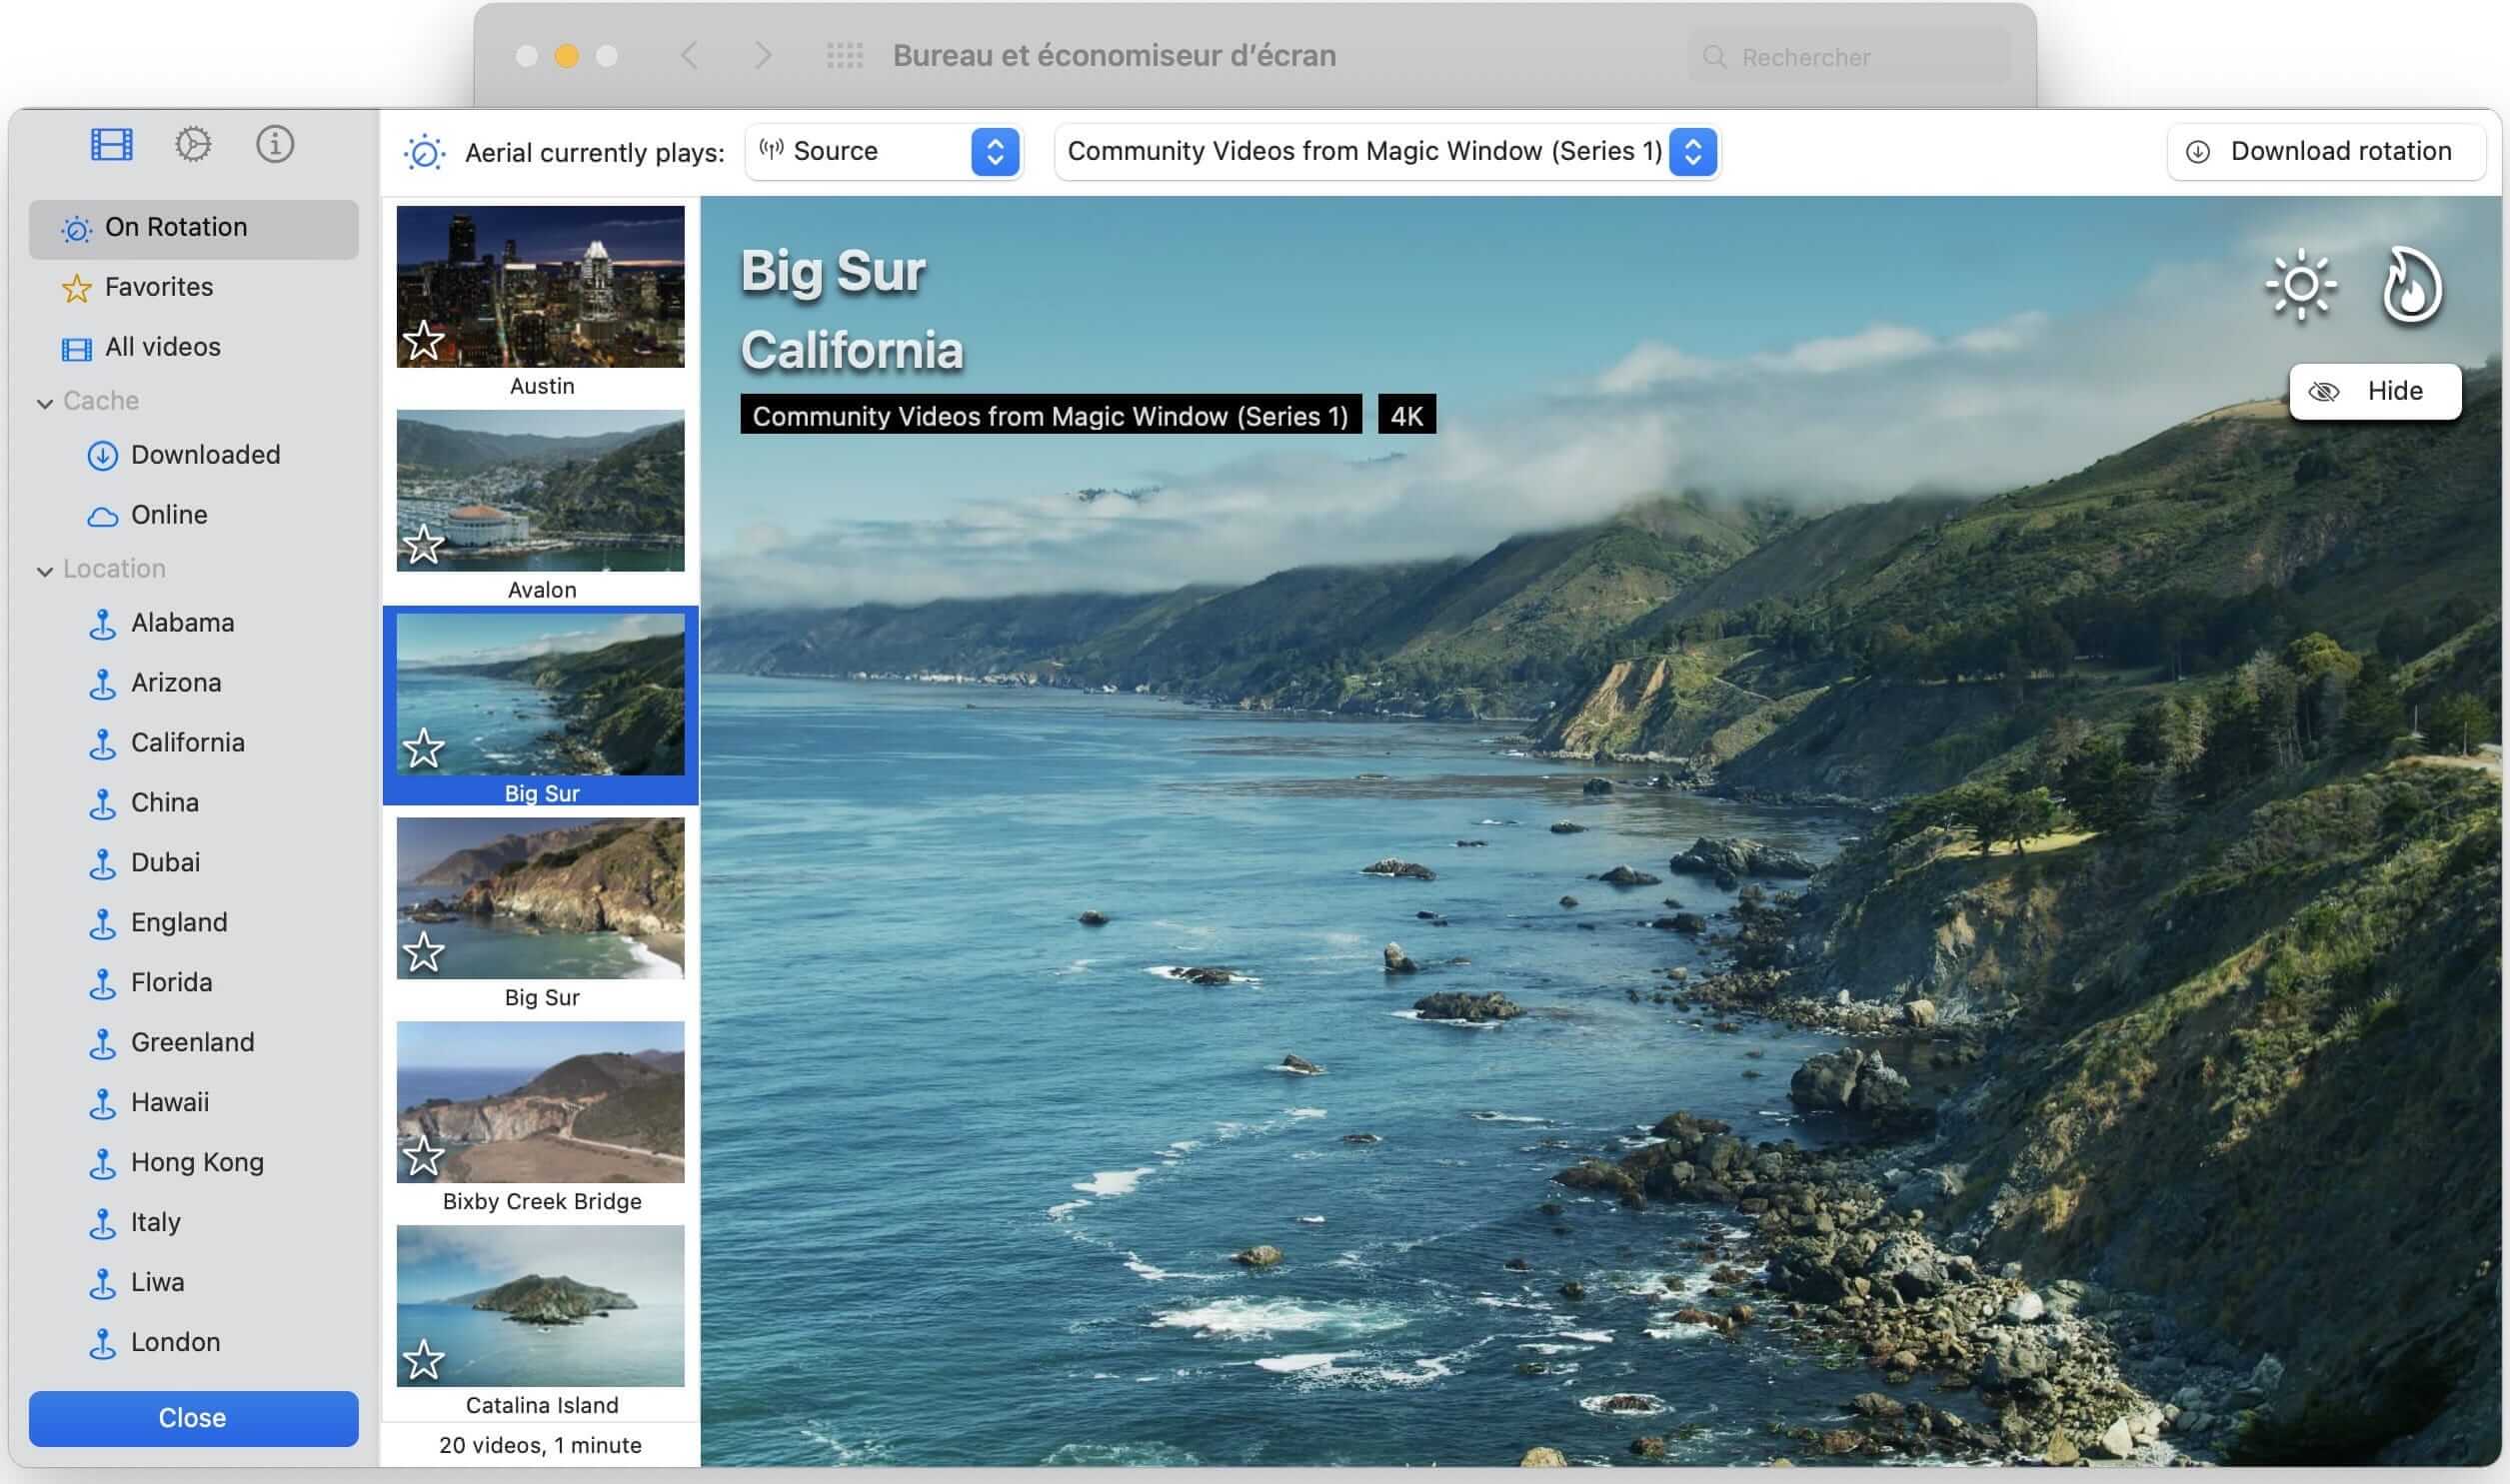 Bureau et économiseur d’écran
Rechercher
Aerial currently plays:
Source
Community Videos from Magic Window (Series 1)
Download rotation
On Rotation
Favorites
All videos
Cache
Downloaded
Online
Location
Alabama
Arizona
California
China
Dubai
England
Florida
Greenland
Hawaii
Hong Kong
Italy
Liwa
London
Close
Austin
Avalon
Big Sur
Big Sur
Bixby Creek Bridge
Catalina Island
20 videos, 1 minute
Big Sur
California
Community Videos from Magic Window (Series 1)
4K
Hide